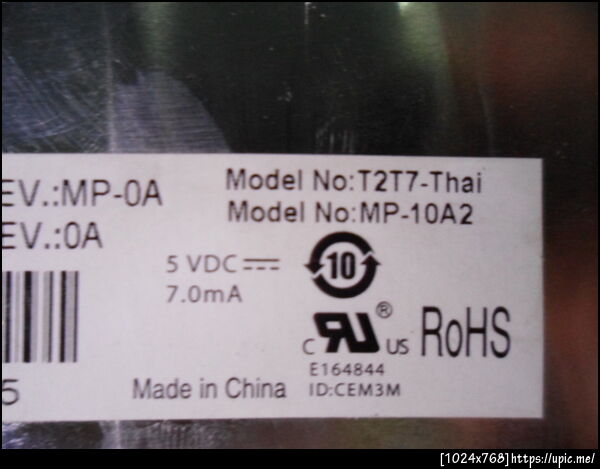 EV.:MP-0A
EV.:0A
Model No:T2T7-Thai
Model No:MP-10A2
5 VDC
7.0mA
10
C RU® US
E164844
ID:CEM3M
RoHS
5
Made in China
[1024x768]https://upic.me/